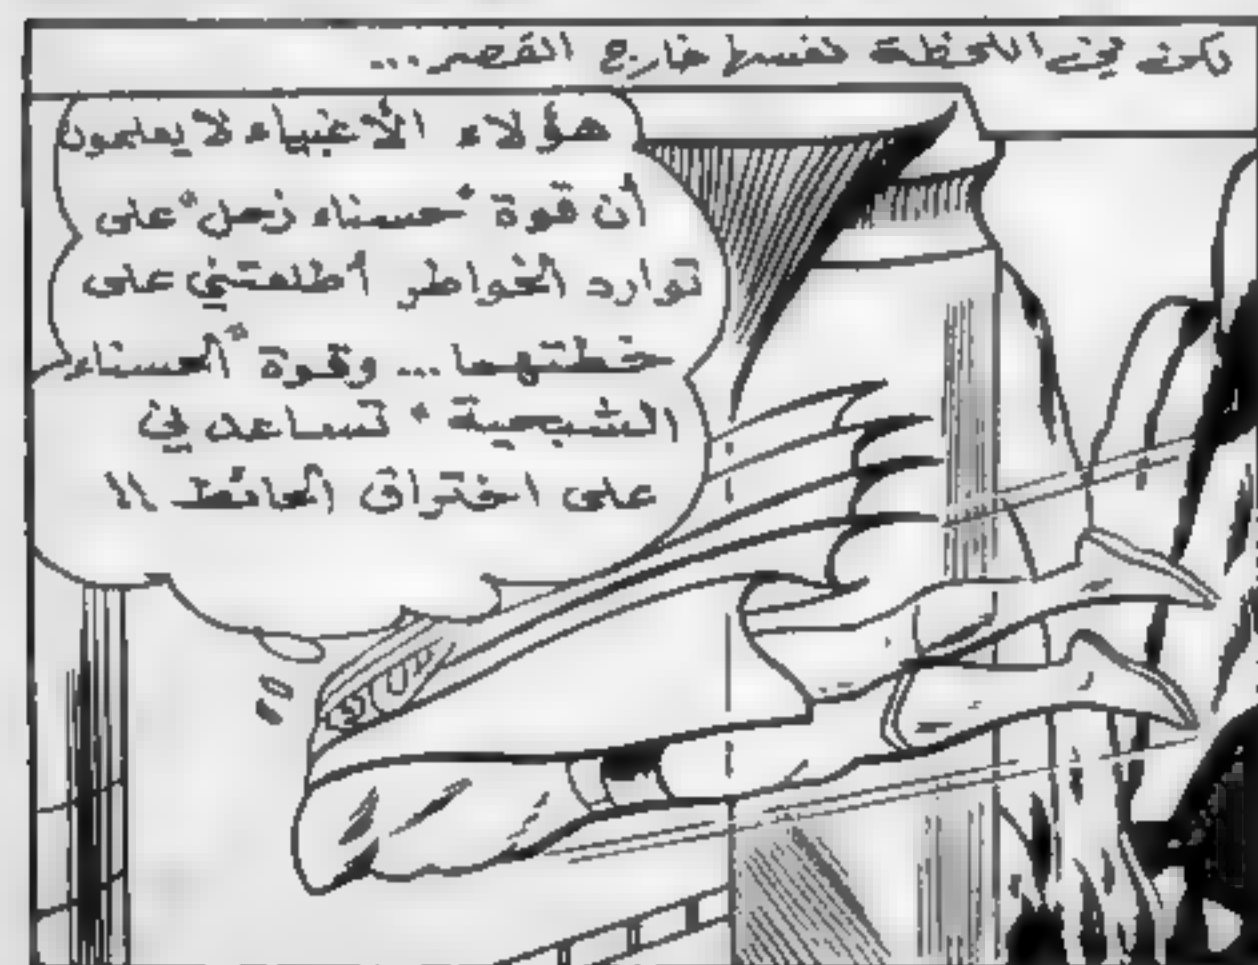 لكن في اللحظة نفسها خارج القصر...
هؤلاء الأغبياء لا يعلمون
أن قوة "حسناء زحل" على
توارد الخواطر أطلعتني على
خطتهما... وقوة "الحسناء
الشبحية" تساعدني
على اختراق الحائط !!